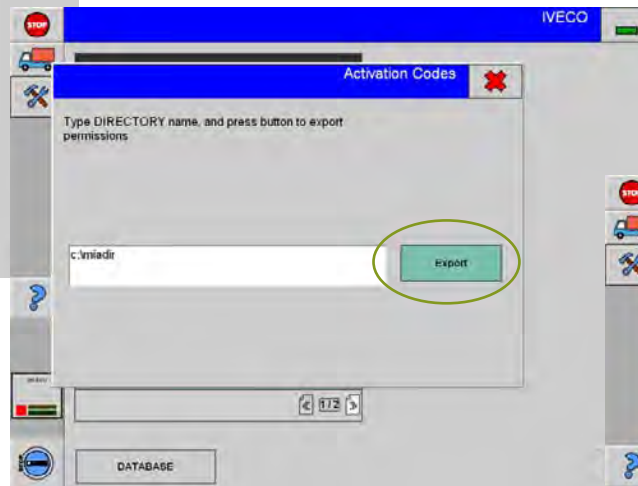 STOP
IVECO
Activation Codes
Type DIRECTORY name, and press button to export
permissions
STOP
c:\miadir
Export
1/2
DATABASE